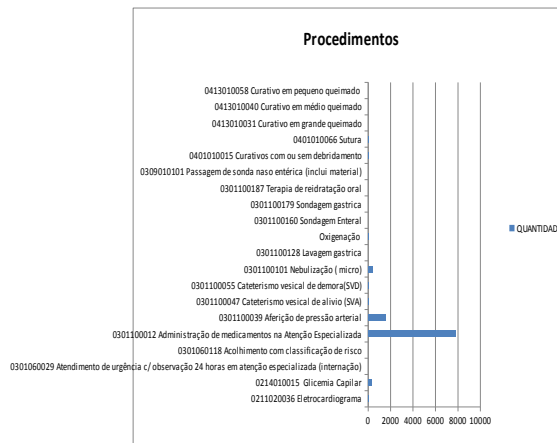 Procedimentos
0413010058 Curativo em pequeno queimado
0413010040 Curativo em médio queimado
0413010031 Curativo em grande queimado
0401010066 Sutura
0401010015 Curativos com ou sem debridamento
0309010101 Passagem de sonda naso entérica (inclui material)
0301100187 Terapia de reidratação oral
0301100179 Sondagem gastrica
0301100160 Sondagem Enteral
Oxigenação
0301100128 Lavagem gastrica
0301100101 Nebulização ( micro)
0301100055 Cateterismo vesical de demora(SVD)
0301100047 Cateterismo vesical de alívio (SVA)
0301100039 Aferição de pressão arterial
0301100012 Administração de medicamentos na Atenção Especializada
0301060118 Acolhimento com classificação de risco
0301060029 Atendimento de urgência c/ observação 24 horas em atenção especializada (internação)
0214010015 Glicemia Capilar
0211020036 Eletrocardiograma
0 2000 4000 6000 8000 10000
QUANTIDAD